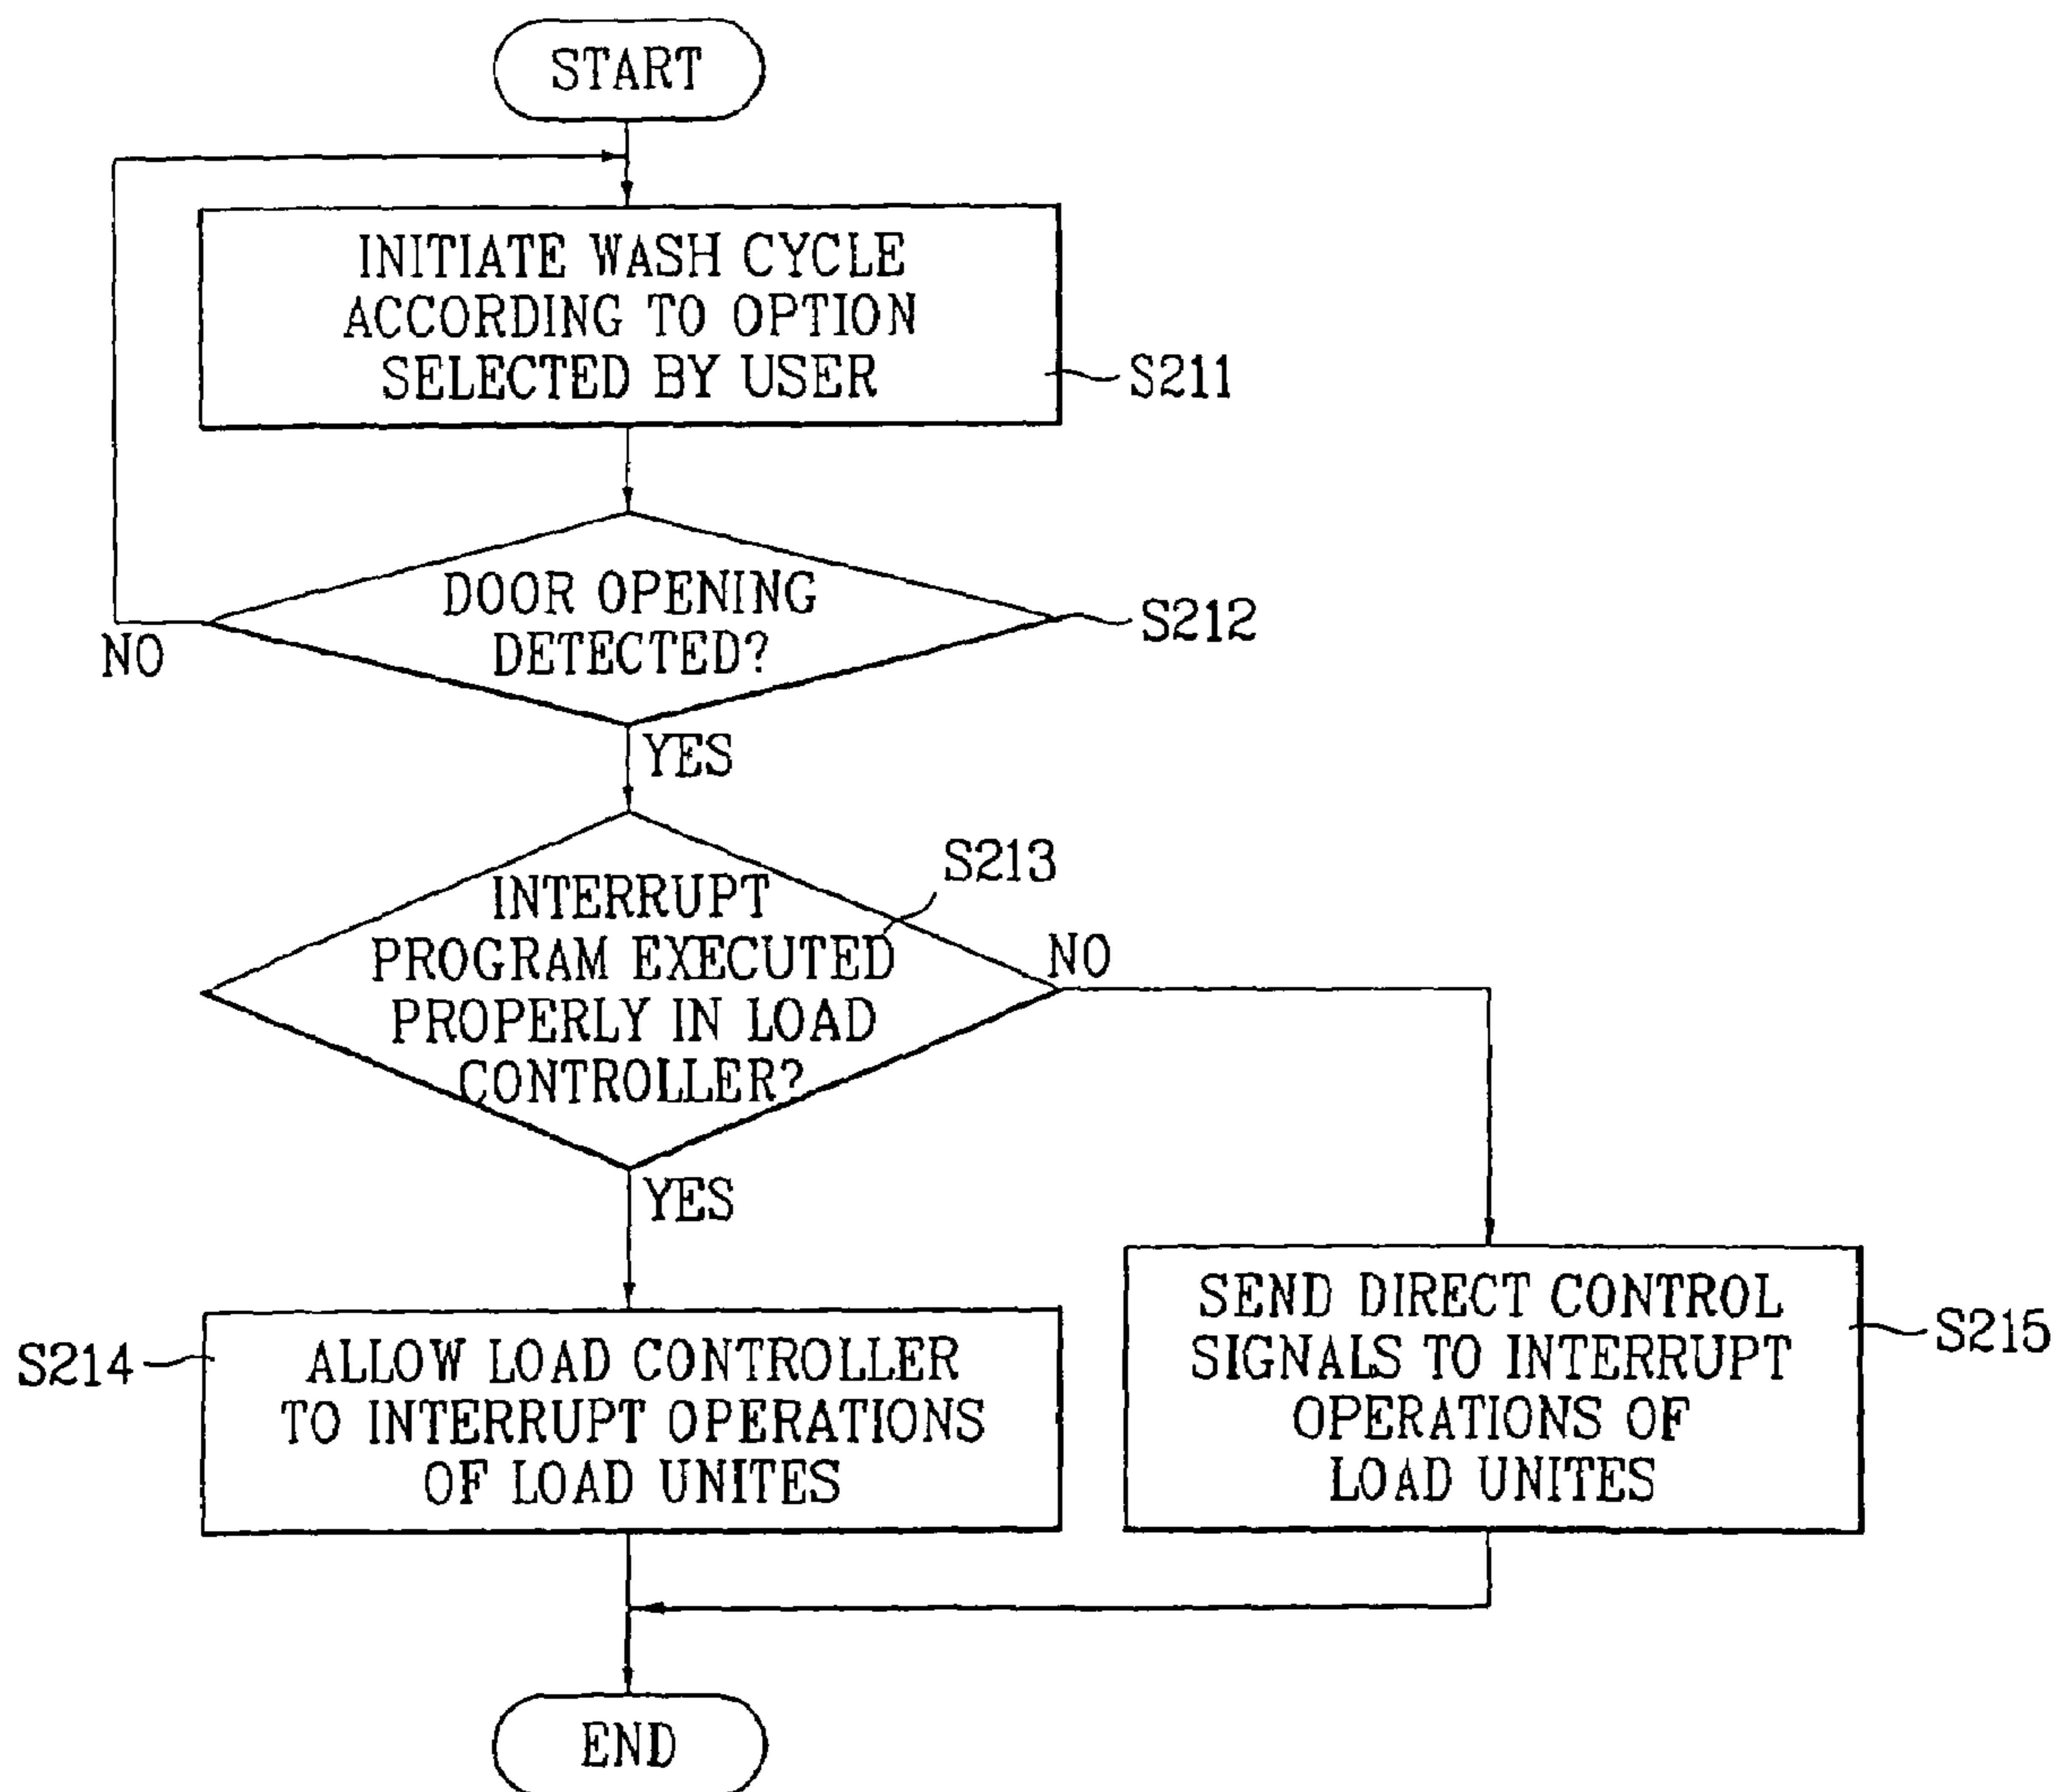 START
INITIATE WASH CYCLE
ACCORDING TO OPTION
SELECTED BY USER
S211
DOOR OPENING
DETECTED?
S212
NO
YES
S213
INTERRUPT
PROGRAM EXECUTED
PROPERLY IN LOAD
CONTROLLER?
NO
YES
S214
ALLOW LOAD CONTROLLER
TO INTERRUPT OPERATIONS
OF LOAD UNITES
SEND DIRECT CONTROL
SIGNALS TO INTERRUPT
OPERATIONS OF
LOAD UNITES
S215
END